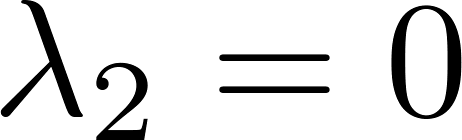 λ₂ = 0